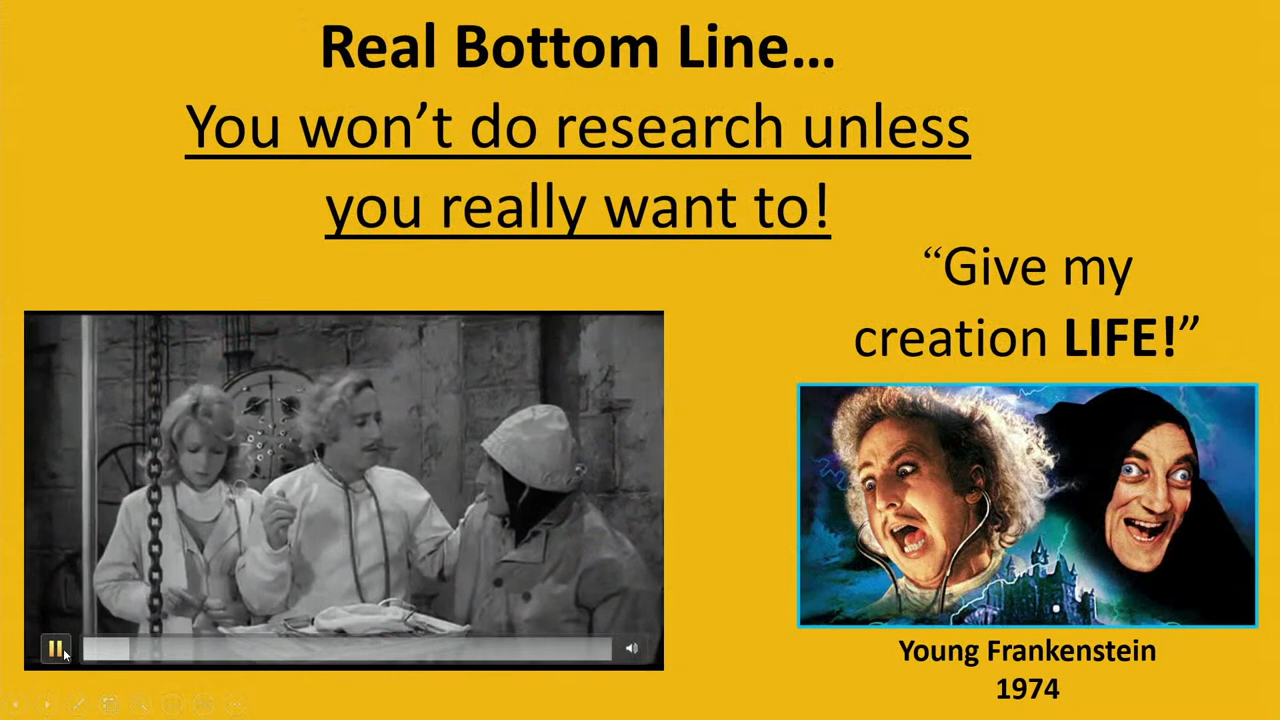 Real Bottom Line…
You won’t do research unless
you really want to!
“Give my
creation LIFE!”
Young Frankenstein
1974